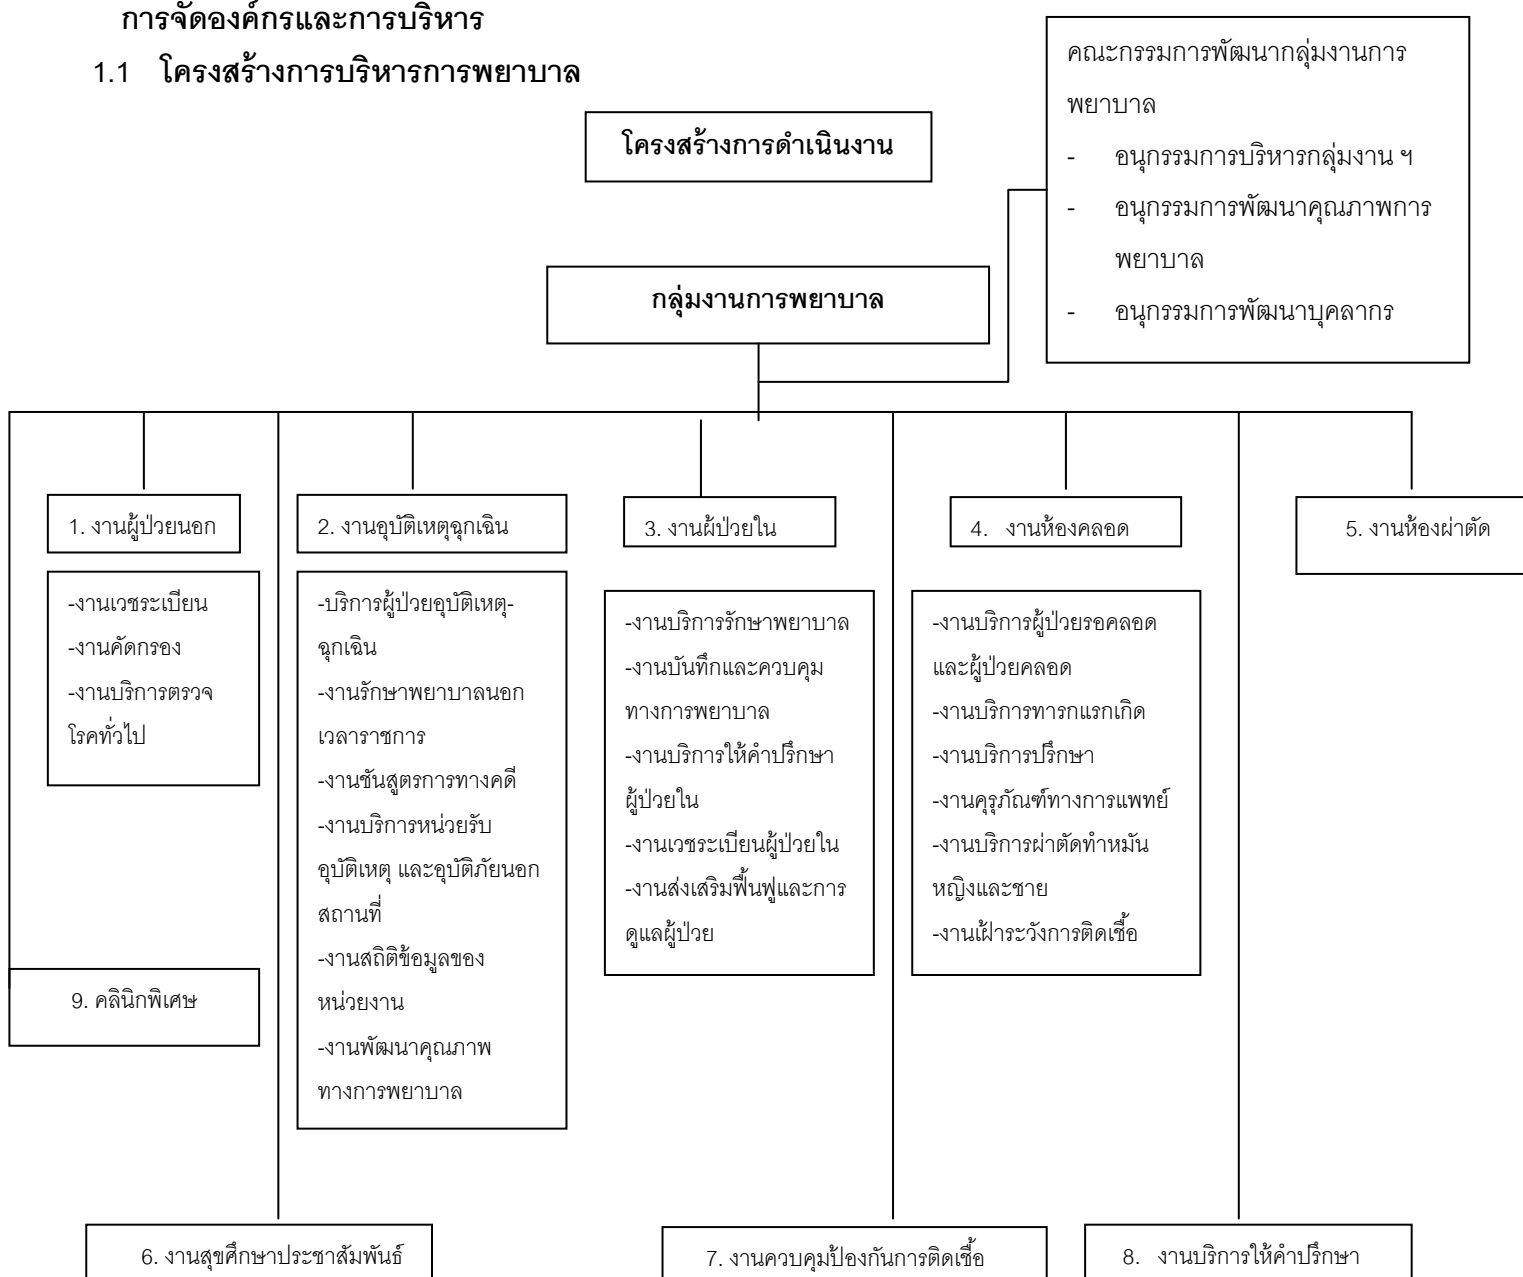 การจัดองค์กรและการบริหาร
1.1 โครงสร้างการบริหารการพยาบาล
โครงสร้างการดำเนินงาน
คณะกรรมการพัฒนากลุ่มงานการ
พยาบาล
- อนุกรรมการบริหารกลุ่มงาน ฯ
- อนุกรรมการพัฒนาคุณภาพการ
พยาบาล
- อนุกรรมการพัฒนาบุคลากร
กลุ่มงานการพยาบาล
1. งานผู้ป่วยนอก
-งานเวชระเบียน
-งานคัดกรอง
-งานบริการตรวจ
โรคทั่วไป
2. งานอุบัติเหตุฉุกเฉิน
-บริการผู้ป่วยอุบัติเหตุ-
ฉุกเฉิน
-งานรักษาพยาบาลนอก
เวลาราชการ
-งานชันสูตรการทางคดี
-งานบริการหน่วยรับ
อุบัติเหตุ และอุบัติภัยนอก
สถานที่
-งานสถิติข้อมูลของ
หน่วยงาน
-งานพัฒนาคุณภาพ
ทางการพยาบาล
3. งานผ้ป่วยใน
-งานบริการรักษาพยาบาล
-งานบันทึกและควบคุม
ทางการพยาบาล
-งานบริการให้คำปรึกษา
ผู้ป่วยใน
-งานเวชระเบียนผู้ป่วยใน
-งานส่งเสริมฟื้นฟูและการ
ดูแลผู้ป่วย
4. งานห้องคลอด
-งานบริการผู้ป่วยรอคลอด
และผู้ป่วยคลอด
-งานบริการทารกแรกเกิด
-งานบริการปรึกษา
-งานคุรุภัณฑ์ทางการแพทย์
-งานบริการผ่าตัดทำหมัน
หญิงและชาย
-งานเฝ้าระวังการติดเชื้อ
5. งานห้องผ่าตัด
9. คลินิกพิเศษ
6. งานสุขศึกษาประชาสัมพันธ์
7. งานควบคุมป้องกันการติดเชื้อ
8. งานบริการให้คำปรึกษา